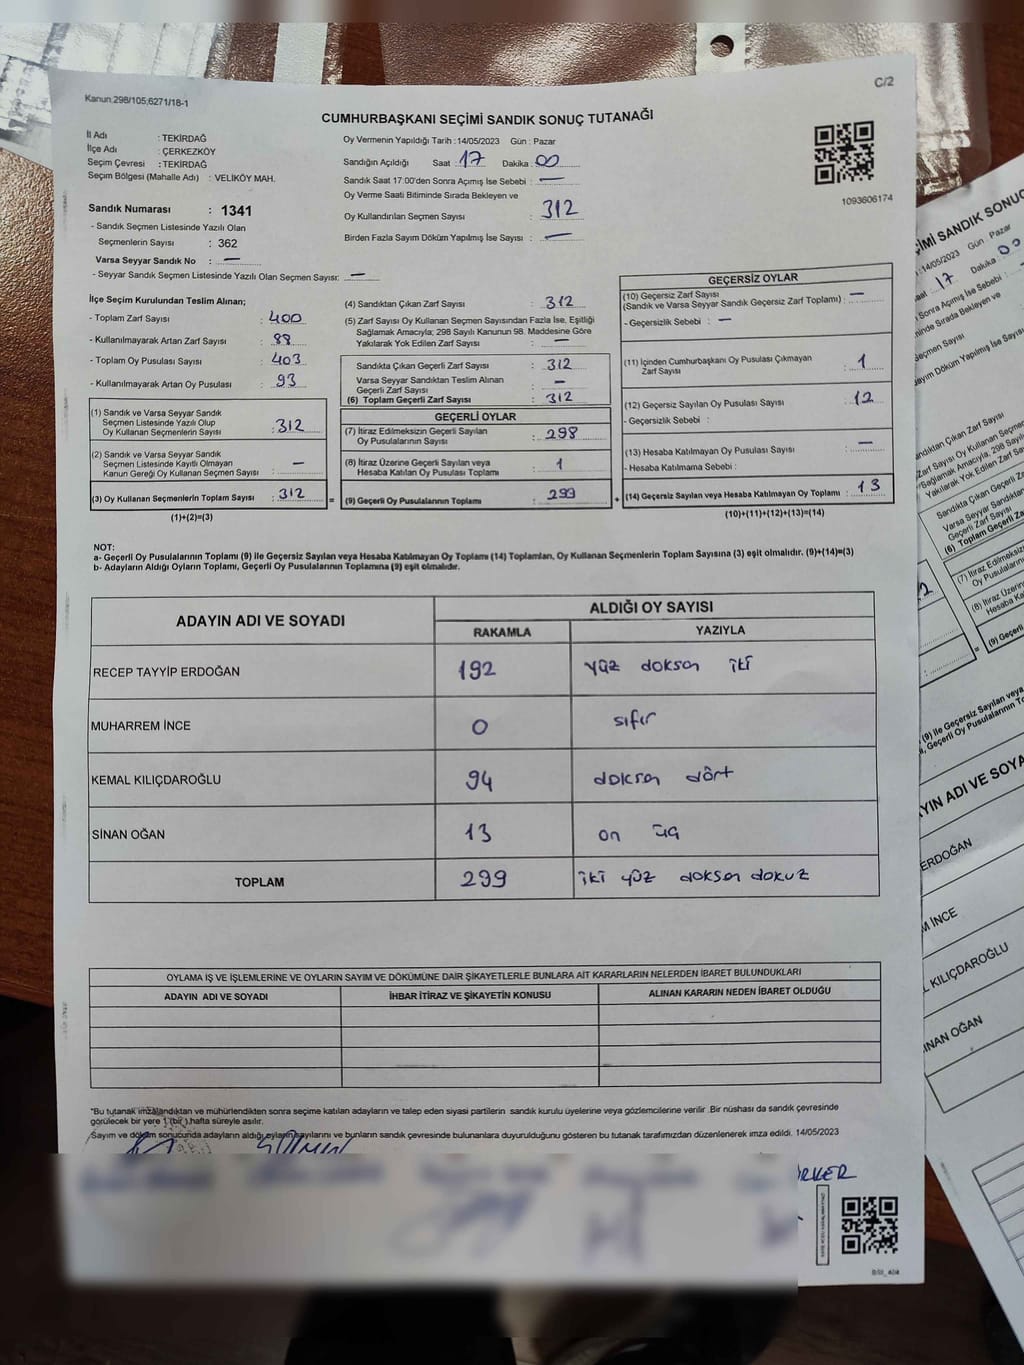 C/2
Kanun:298/105;6271/18-1
CUMHURBAŞKANI SEÇİMİ SANDIK SONUÇ TUTANAĞI
İl Adı : TEKİRDAĞ
İlçe Adı : ÇERKEZKÖY
Seçim Çevresi : TEKİRDAĞ
Seçim Bölgesi (Mahalle Adı) : VELİKÖY MAH.
Sandık Numarası : 1341
- Sandık Seçmen Listesinde Yazılı Olan
Seçmenlerin Sayısı : 362
Varsa Seyyar Sandık No : —
- Seyyar Sandık Seçmen Listesinde Yazılı Olan Seçmen Sayısı: —
Oy Vermenin Yapıldığı Tarih :14/05/2023 Gün : Pazar
Sandığın Açıldığı Saat : 17 Dakika : 00
Sandık Saat 17:00'den Sonra Açımış İse Sebebi : —
Oy Verme Saati Bitiminde Sırada Bekleyen ve
Oy Kullandırılan Seçmen Sayısı : 312
Birden Fazla Sayım Döküm Yapılmış İse Sayısı : —
1093606174
İlçe Seçim Kurulundan Teslim Alınan;
- Toplam Zarf Sayısı : 400
- Kullanılmayarak Artan Zarf Sayısı : 88
- Toplam Oy Pusulası Sayısı : 403
- Kullanılmayarak Artan Oy Pusulası : 93
(1) Sandık ve Varsa Seyyar Sandık
Seçmen Listesinde Yazılı Olup
Oy Kullanan Seçmenlerin Sayısı : 312
(2) Sandık ve Varsa Seyyar Sandık
Seçmen Listesinde Kayıtlı Olmayan
Kanun Gereği Oy Kullanan Seçmen Sayısı : —
(3) Oy Kullanan Seçmenlerin Toplam Sayısı : 312 =
(1)+(2)=(3)
(4) Sandıktan Çıkan Zarf Sayısı : 312
(5) Zarf Sayısı Oy Kullanan Seçmen Sayısından Fazla İse, Eşitliği
Sağlamak Amacıyla; 298 Sayılı Kanunun 98. Maddesine Göre
Yakılarak Yok Edilen Zarf Sayısı : —
Sandıkta Çıkan Geçerli Zarf Sayısı : 312
Varsa Seyyar Sandıktan Teslim Alınan
Geçerli Zarf Sayısı : —
(6) Toplam Geçerli Zarf Sayısı : 312
GEÇERLİ OYLAR
(7) İtiraz Edilmeksizin Geçerli Sayılan
Oy Pusulalarının Sayısı : 298
(8) İtiraz Üzerine Geçerli Sayılan veya
Hesaba Katılan Oy Pusulası Toplamı : 1
(9) Geçerli Oy Pusulalarının Toplamı : 299 +
GEÇERSİZ OYLAR
(10) Geçersiz Zarf Sayısı
(Sandık ve Varsa Seyyar Sandık Geçersiz Zarf Toplamı) : —
- Geçersizlik Sebebi : —
(11) İçinden Cumhurbaşkanı Oy Pusulası Çıkmayan
Zarf Sayısı : 1
(12) Geçersiz Sayılan Oy Pusulası Sayısı : 12
- Geçersizlik Sebebi :
(13) Hesaba Katılmayan Oy Pusulası Sayısı : —
- Hesaba Katılmama Sebebi :
(14) Geçersiz Sayılan veya Hesaba Katılmayan Oy Toplamı : 13
(10)+(11)+(12)+(13)=(14)
NOT:
a- Geçerli Oy Pusulalarının Toplamı (9) ile Geçersiz Sayılan veya Hesaba Katılmayan Oy Toplamı (14) Toplamları, Oy Kullanan Seçmenlerin Toplam Sayısına (3) eşit olmalıdır. (9)+(14)=(3)
b- Adayların Aldığı Oyların Toplamı, Geçerli Oy Pusulalarının Toplamına (9) eşit olmalıdır.
ADAYIN ADI VE SOYADI
ALDIĞI OY SAYISI
RAKAMLA YAZIYLA
RECEP TAYYİP ERDOĞAN 192 yüz doksan iki
MUHARREM İNCE 0 sıfır
KEMAL KILIÇDAROĞLU 94 doksan dört
SİNAN OĞAN 13 on üç
TOPLAM 299 iki yüz doksan dokuz
OYLAMA İŞ VE İŞLEMLERİNE VE OYLARIN SAYIM VE DÖKÜMÜNE DAİR ŞİKAYETLERLE BUNLARA AİT KARARLARIN NELERDEN İBARET BULUNDUKLARI
ADAYIN ADI VE SOYADI İHBAR İTİRAZ VE ŞİKAYETİN KONUSU ALINAN KARARIN NEDEN İBARET OLDUĞU
*Bu tutanak imzalandıktan ve mühürlendikten sonra seçime katılan adayların ve talep eden siyasi partilerin sandık kurulu üyelerine veya gözlemcilerine verilir .Bir nüshası da sandık çevresinde
görülecek bir yere 1 (bir) hafta süreyle asılır.
Sayım ve döküm sonucunda adayların aldığı oyların sayılarını ve bunların sandık çevresinde bulunanlara duyurulduğunu gösteren bu tutanak tarafımızdan düzenlenerek imza edildi. 14/05/2023